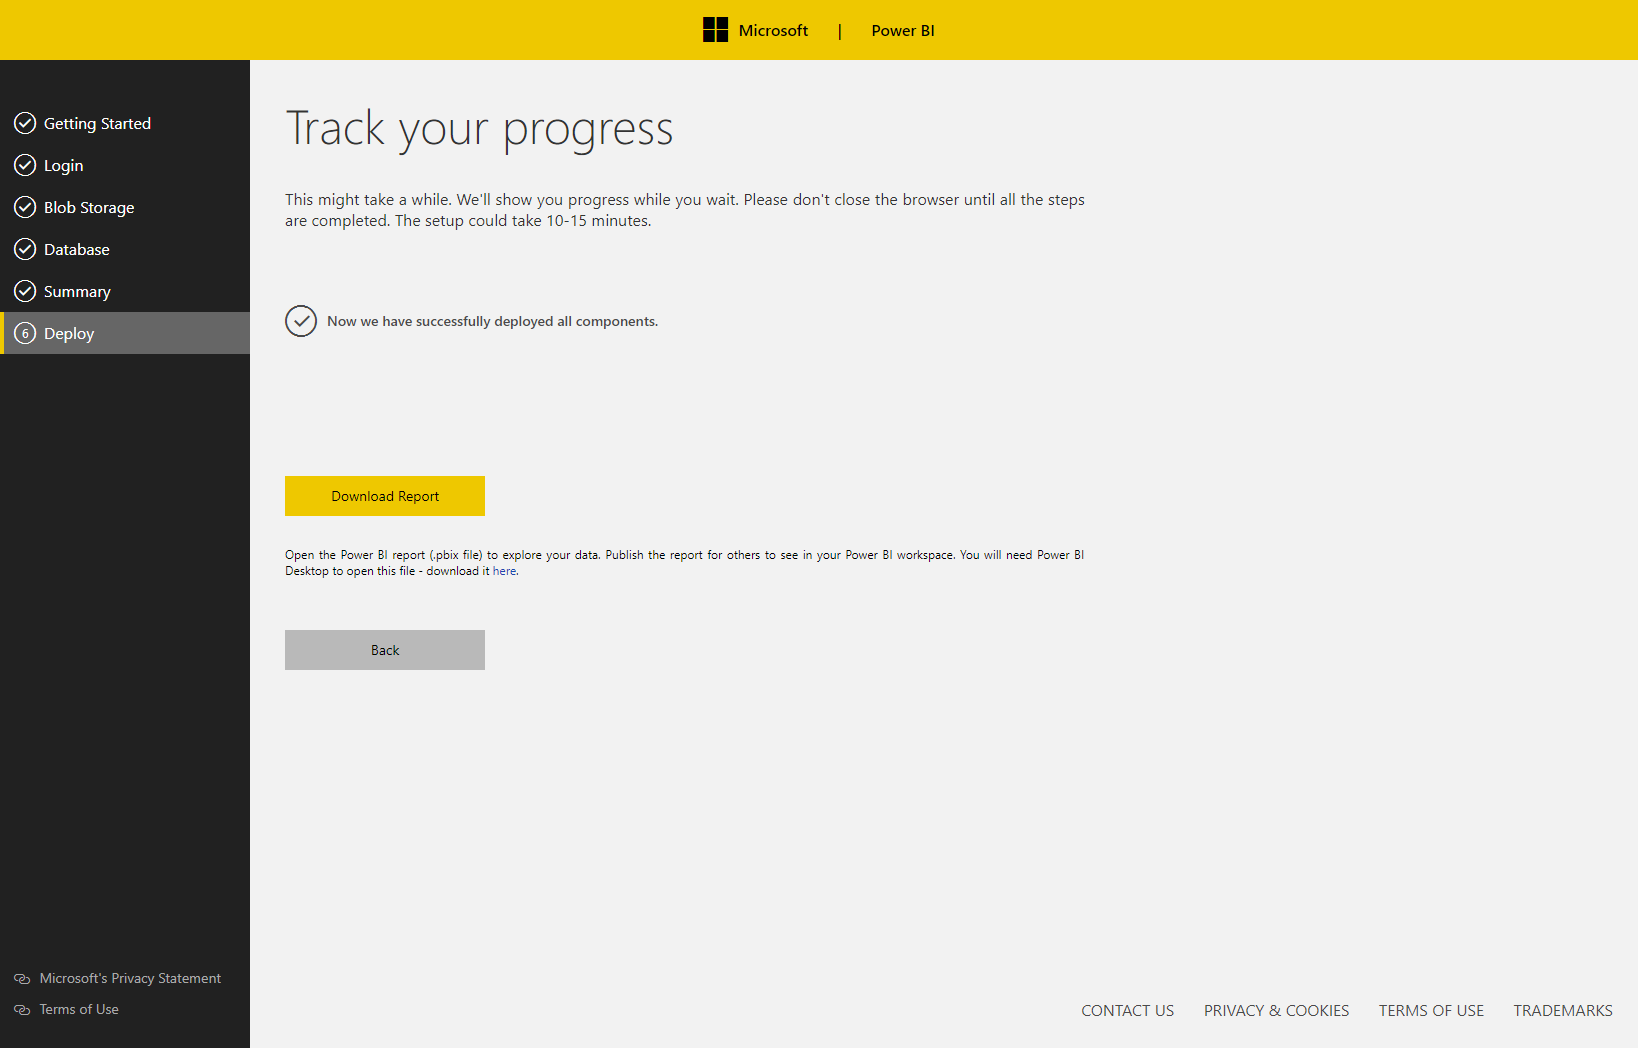 Microsoft | Power BI
Getting Started
Login
Blob Storage
Database
Summary
6 Deploy
Track your progress
This might take a while. We'll show you progress while you wait. Please don't close the browser until all the steps
are completed. The setup could take 10-15 minutes.
Now we have successfully deployed all components.
Download Report
Open the Power BI report (.pbix file) to explore your data. Publish the report for others to see in your Power BI workspace. You will need Power BI
Desktop to open this file - download it here.
Back
Microsoft's Privacy Statement
Terms of Use
CONTACT US PRIVACY & COOKIES TERMS OF USE TRADEMARKS